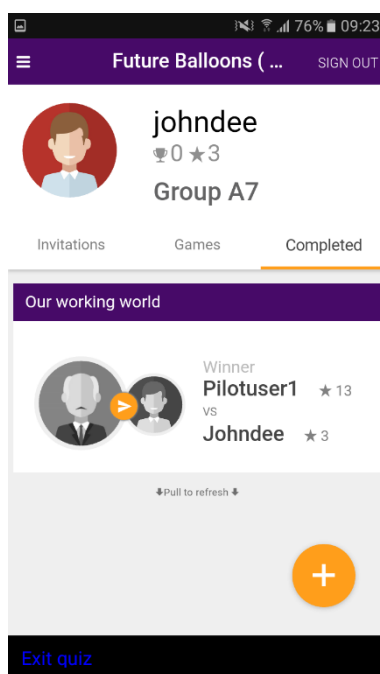 76% 09:23
Future Balloons ( ... SIGN OUT
johndee
0 ★3
Group A7
Invitations Games Completed
Our working world
Winner
Pilotuser1 ★ 13
vs
Johndee ★ 3
Pull to refresh
+
Exit quiz